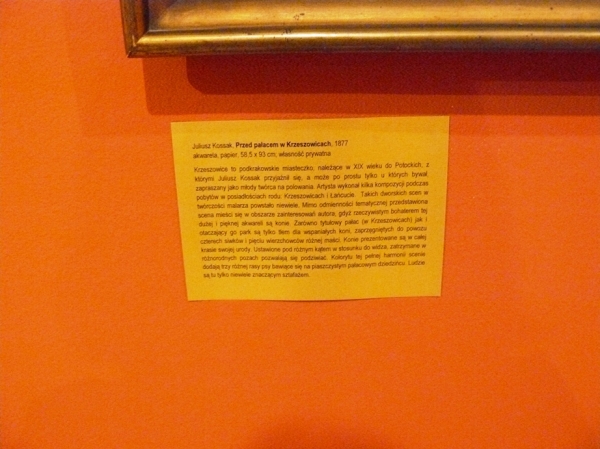 Juliusz Kossak, Przed pałacem w Krzeszowicach, 1877
akwarela, papier, 58,5 x 93 cm, własność prywatna
Krzeszowice to podkrakowskie miasteczko, należące w XIX wieku do Potockich, z
którymi Juliusz Kossak przyjaźnił się, a może po prostu tylko u których bywał
zapraszany jako młody twórca na polowania. Artysta wykonał kilka kompozycji podczas
pobytów w posiadłościach rodu: Krzeszowicach i Łańcucie. Takich dworskich scen w
twórczości malarza powstało niewiele. Mimo odmienności tematycznej przedstawiona
scena mieści się w obszarze zainteresowań autora, gdyż rzeczywistym bohaterem tej
dużej i pięknej akwareli są konie. Zarówno tytułowy pałac (w Krzeszowicach) jak i
otaczający go park są tylko tłem dla wspaniałych koni, zaprzęgniętych do powozu
czterech siwków i pięciu wierzchowców różnej maści. Konie prezentowane są w całej
krasie swojej urody. Ustawione pod różnym kątem w stosunku do widza, zatrzymane w
różnorodnych pozach pozwalają się podziwiać. Kolorytu tej pełnej harmonii scenie
dodają trzy różnej rasy psy bawiące się na piaszczystym pałacowym dziedzińcu. Ludzie
są tu tylko niewiele znaczącym sztafażem.